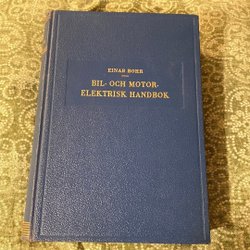 EINAR BOHR
BIL- OCH MOTOR-
ELEKTRISK HANDBOK